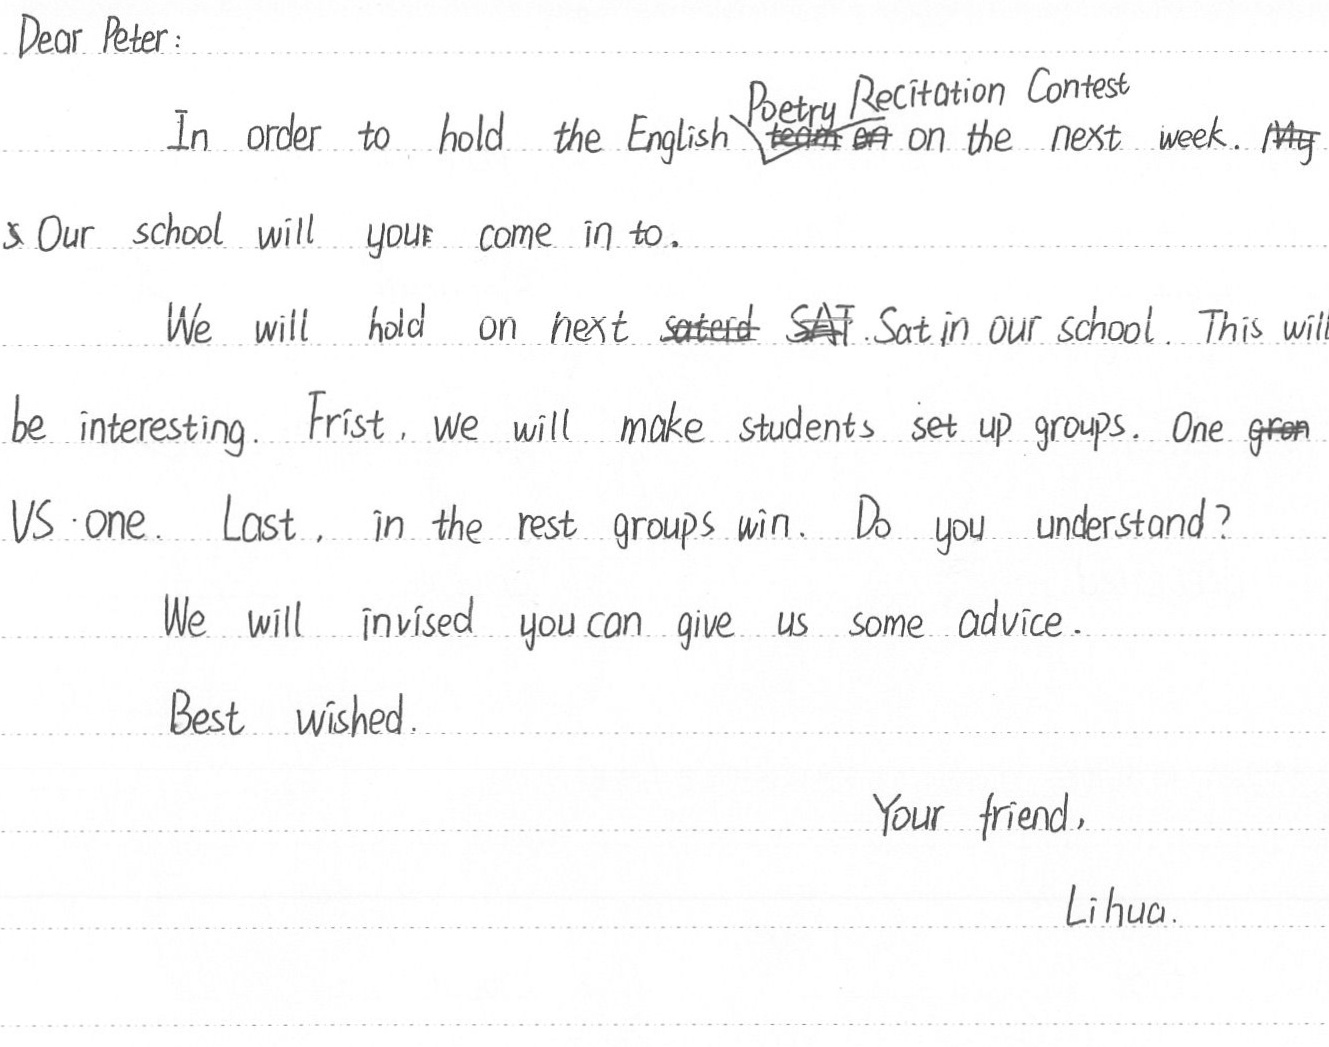 Dear Peter:
In order to hold the English Poetry Recitation Contest on the next week.
Our school will your come in to.
We will hold on next Sat in our school. This will
be interesting. Frist, we will make students set up groups. One
VS one. Last, in the rest groups win. Do you understand?
We will invised you can give us some advice.
Best wished.
Your friend,
Lihua.